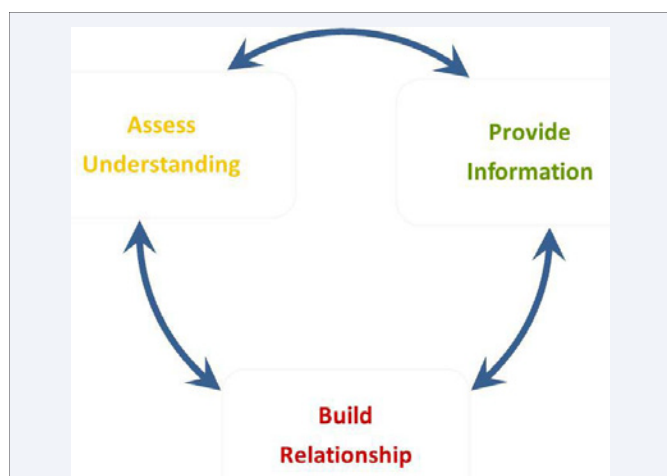 Assess
Understanding
Provide
Information
Build
Relationship